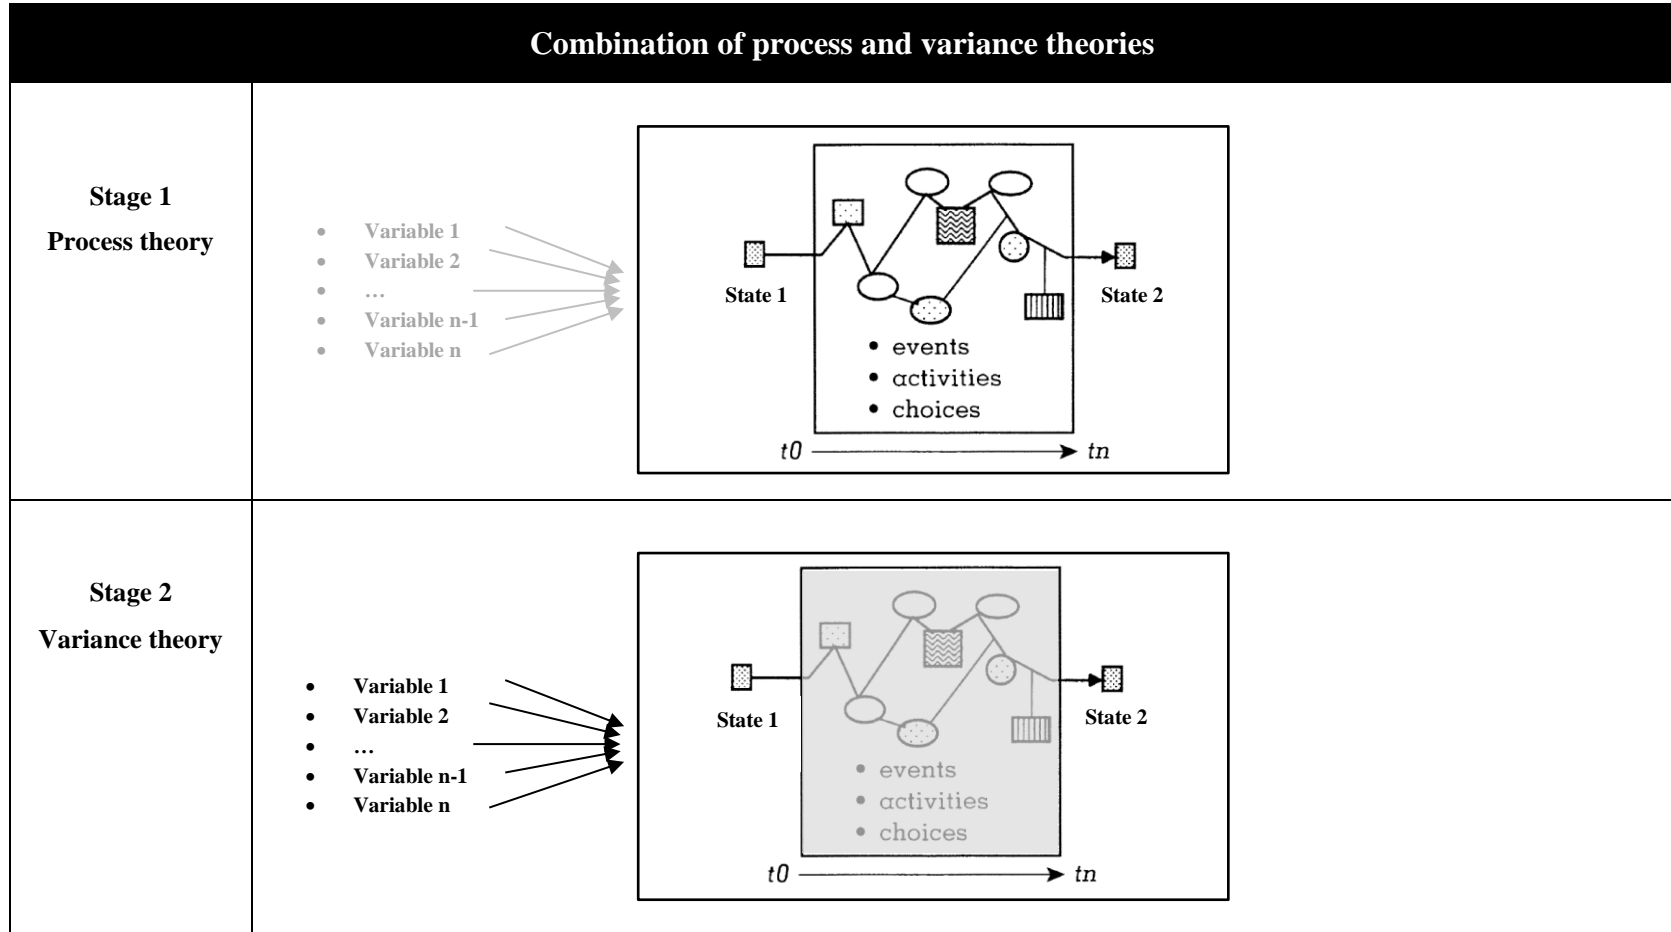 Combination of process and variance theories
Stage 1
Process theory
• Variable 1
• Variable 2
• …
• Variable n-1
• Variable n
State 1
State 2
• events
• activities
• choices
t0
tn
Stage 2
Variance theory
• Variable 1
• Variable 2
• …
• Variable n-1
• Variable n
State 1
State 2
• events
• activities
• choices
t0
tn